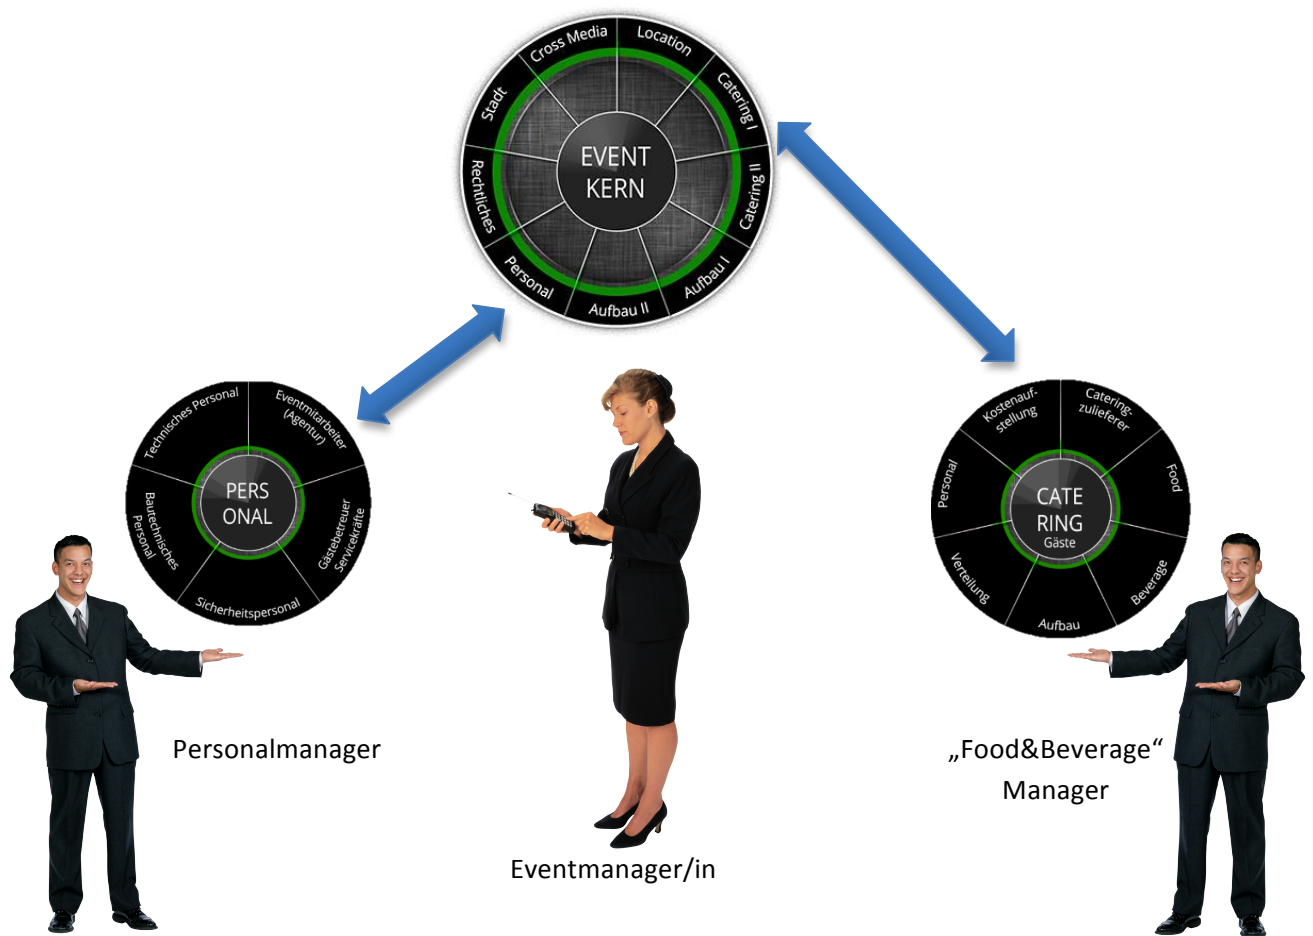 Cross Media
Location
Catering I
Catering II
Aufbau I
Aufbau II
Personal
Rechtliches
Stadt
EVENT
KERN
Technisches Personal
Eventmitarbeiter
(Agentur)
Gästebetreuer
Servicekräfte
Sicherheitspersonal
Bautechnisches
Personal
PERS
ONAL
Kostenauf-
stellung
Catering-
zulieferer
Food
Beverage
Aufbau
Verteilung
Personal
CATE
RING
Gäste
Personalmanager
„Food&Beverage“
Manager
Eventmanager/in